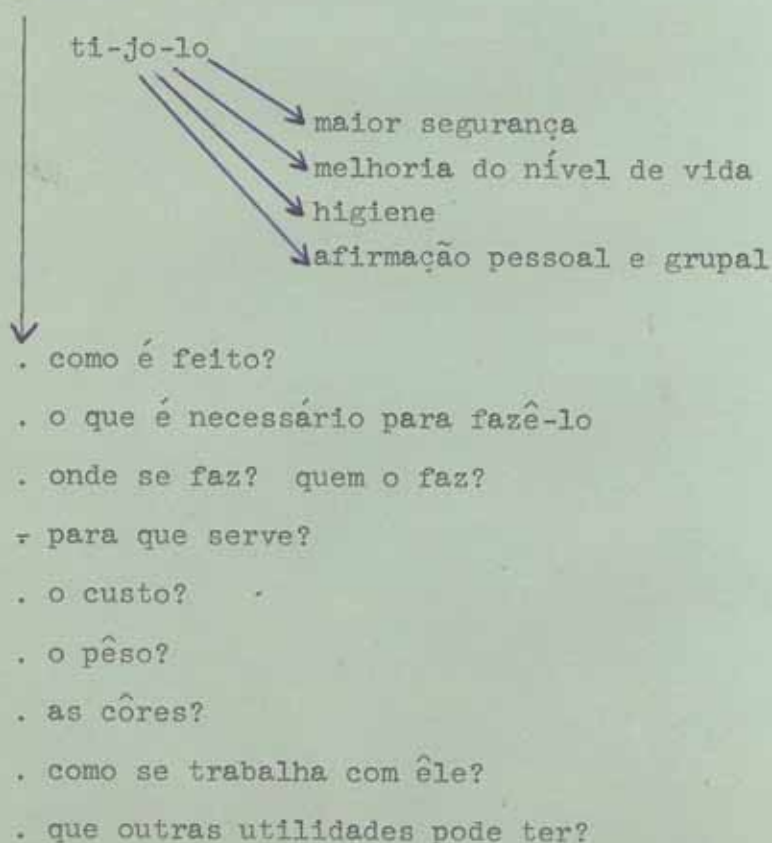 ti-jo-lo
maior segurança
melhoria do nível de vida
higiene
afirmação pessoal e grupal
. como é feito?
. o que é necessário para fazê-lo
. onde se faz?  quem o faz?
. para que serve?
. o custo?
. o pêso?
. as côres?
. como se trabalha com êle?
. que outras utilidades pode ter?